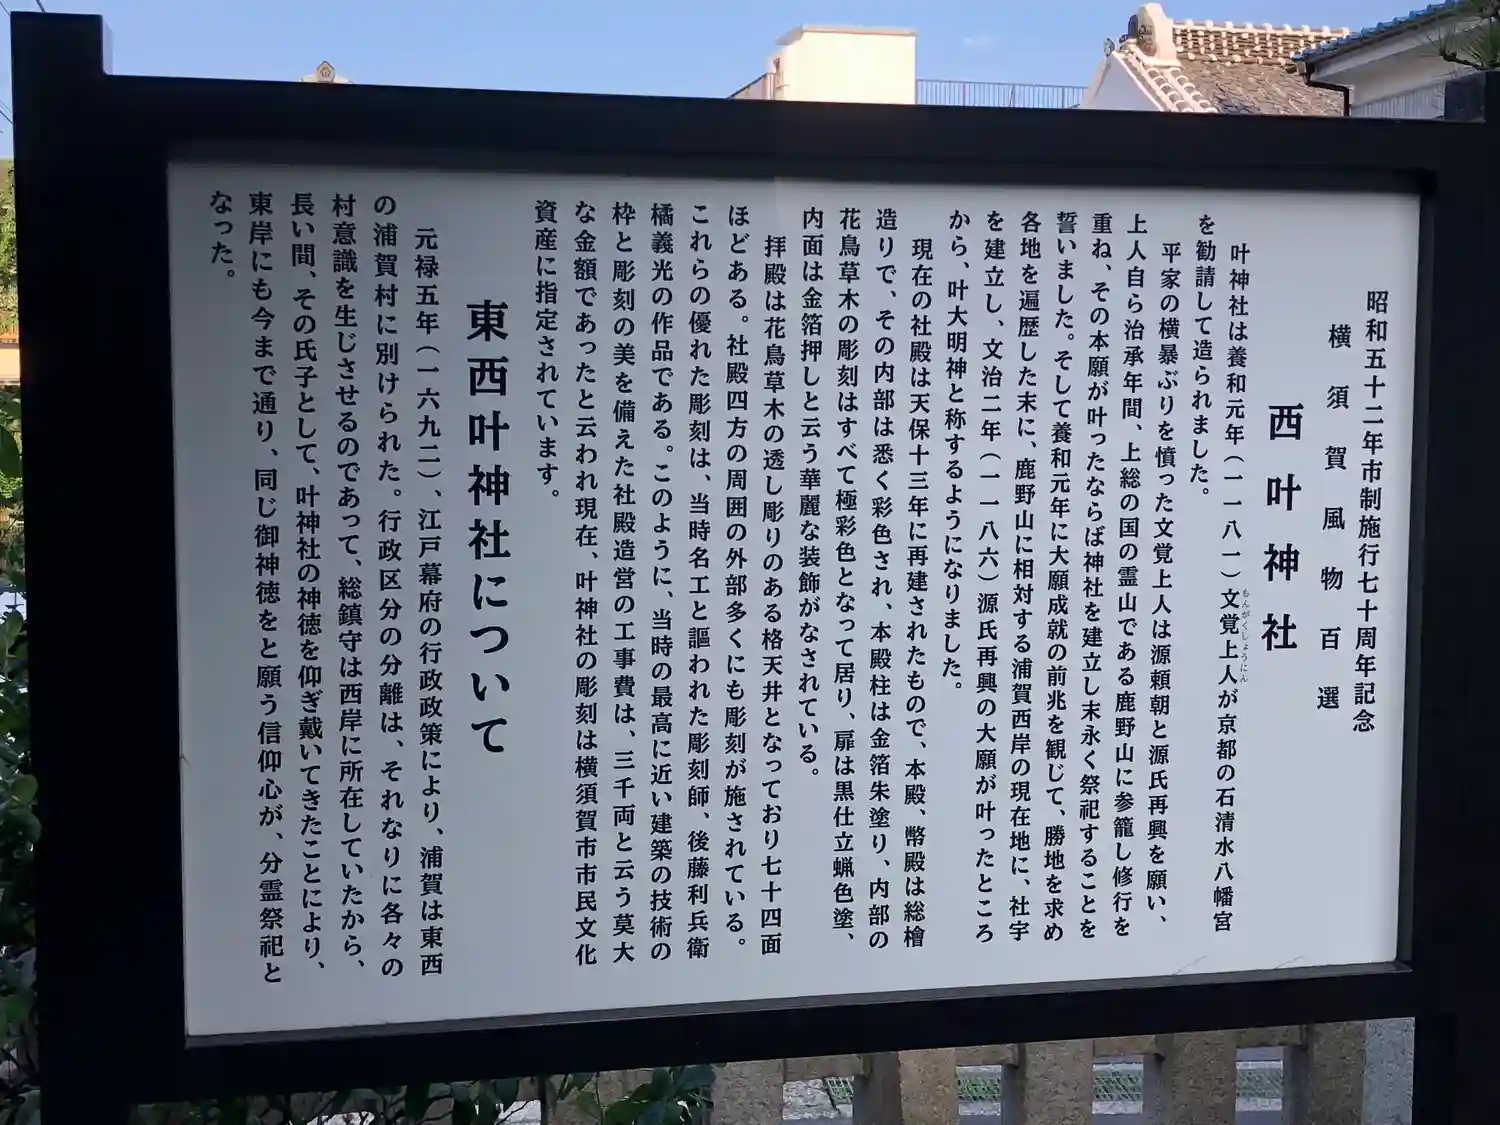 昭和五十二年市制施行七十周年記念
横須賀風物百選
西叶神社
叶神社は養和元年(一一八一)文覚上人が京都の石清水八幡宮
もんがくしょうにん
を勧請して造られました。
平家の横暴ぶりを憤った文覚上人は源頼朝と源氏再興を願い、
上人自ら治承年間、上総の国の霊山である鹿野山に参籠し修行を
重ね、その本願が叶ったならば神社を建立し末永く祭祀することを
誓いました。そして養和元年に大願成就の前兆を観じて、勝地を求め
各地を遍歴した末に、鹿野山に相対する浦賀西岸の現在地に、社宇
を建立し、文治二年(一一八六)源氏再興の大願が叶ったところ
から、叶大明神と称するようになりました。
現在の社殿は天保十三年に再建されたもので、本殿、幣殿は総檜
造りで、その内部は悉く彩色され、本殿柱は金箔朱塗り、内部の
花鳥草木の彫刻はすべて極彩色となって居り、扉は黒仕立蝋色塗、
内面は金箔押しと云う華麗な装飾がなされている。
拝殿は花鳥草木の透し彫りのある格天井となっており七十四面
ほどある。社殿四方の周囲の外部多くにも彫刻が施されている。
これらの優れた彫刻は、当時名工と謳われた彫刻師、後藤利兵衛
橘義光の作品である。このように、当時の最高に近い建築の技術の
枠と彫刻の美を備えた社殿造営の工事費は、三千両と云う莫大
な金額であったと云われ現在、叶神社の彫刻は横須賀市市民文化
資産に指定されています。
東西叶神社について
元禄五年(一六九二)、江戸幕府の行政政策により、浦賀は東西
の浦賀村に別けられた。行政区分の分離は、それなりに各々の
村意識を生じさせるのであって、総鎮守は西岸に所在していたから、
長い間、その氏子として、叶神社の神徳を仰ぎ戴いてきたことにより、
東岸にも今まで通り、同じ御神徳をと願う信仰心が、分霊祭祀と
なった。